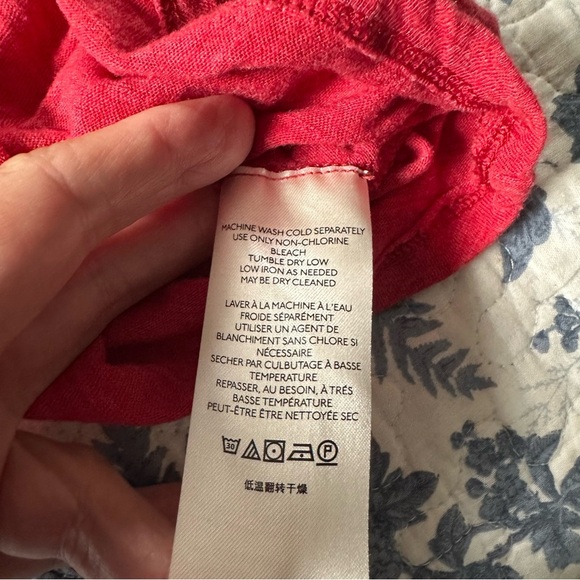 MACHINE WASH COLD SEPARATELY
USE ONLY NON-CHLORINE
BLEACH
TUMBLE DRY LOW
LOW IRON AS NEEDED
MAY BE DRY CLEANED
LAVER À LA MACHINE À L'EAU
FROIDE SÉPARÉMENT
UTILISER UN AGENT DE
BLANCHIMENT SANS CHLORE SI
NÉCESSAIRE
SECHER PAR CULBUTAGE À BASSE
TEMPERATURE
REPASSER, AU BESOIN, À TRÉS
BASSE TEMPÉRATURE
PEUT-ÊTRE ÊTRE NETTOYÉE SEC
30 P
低温翻转干燥